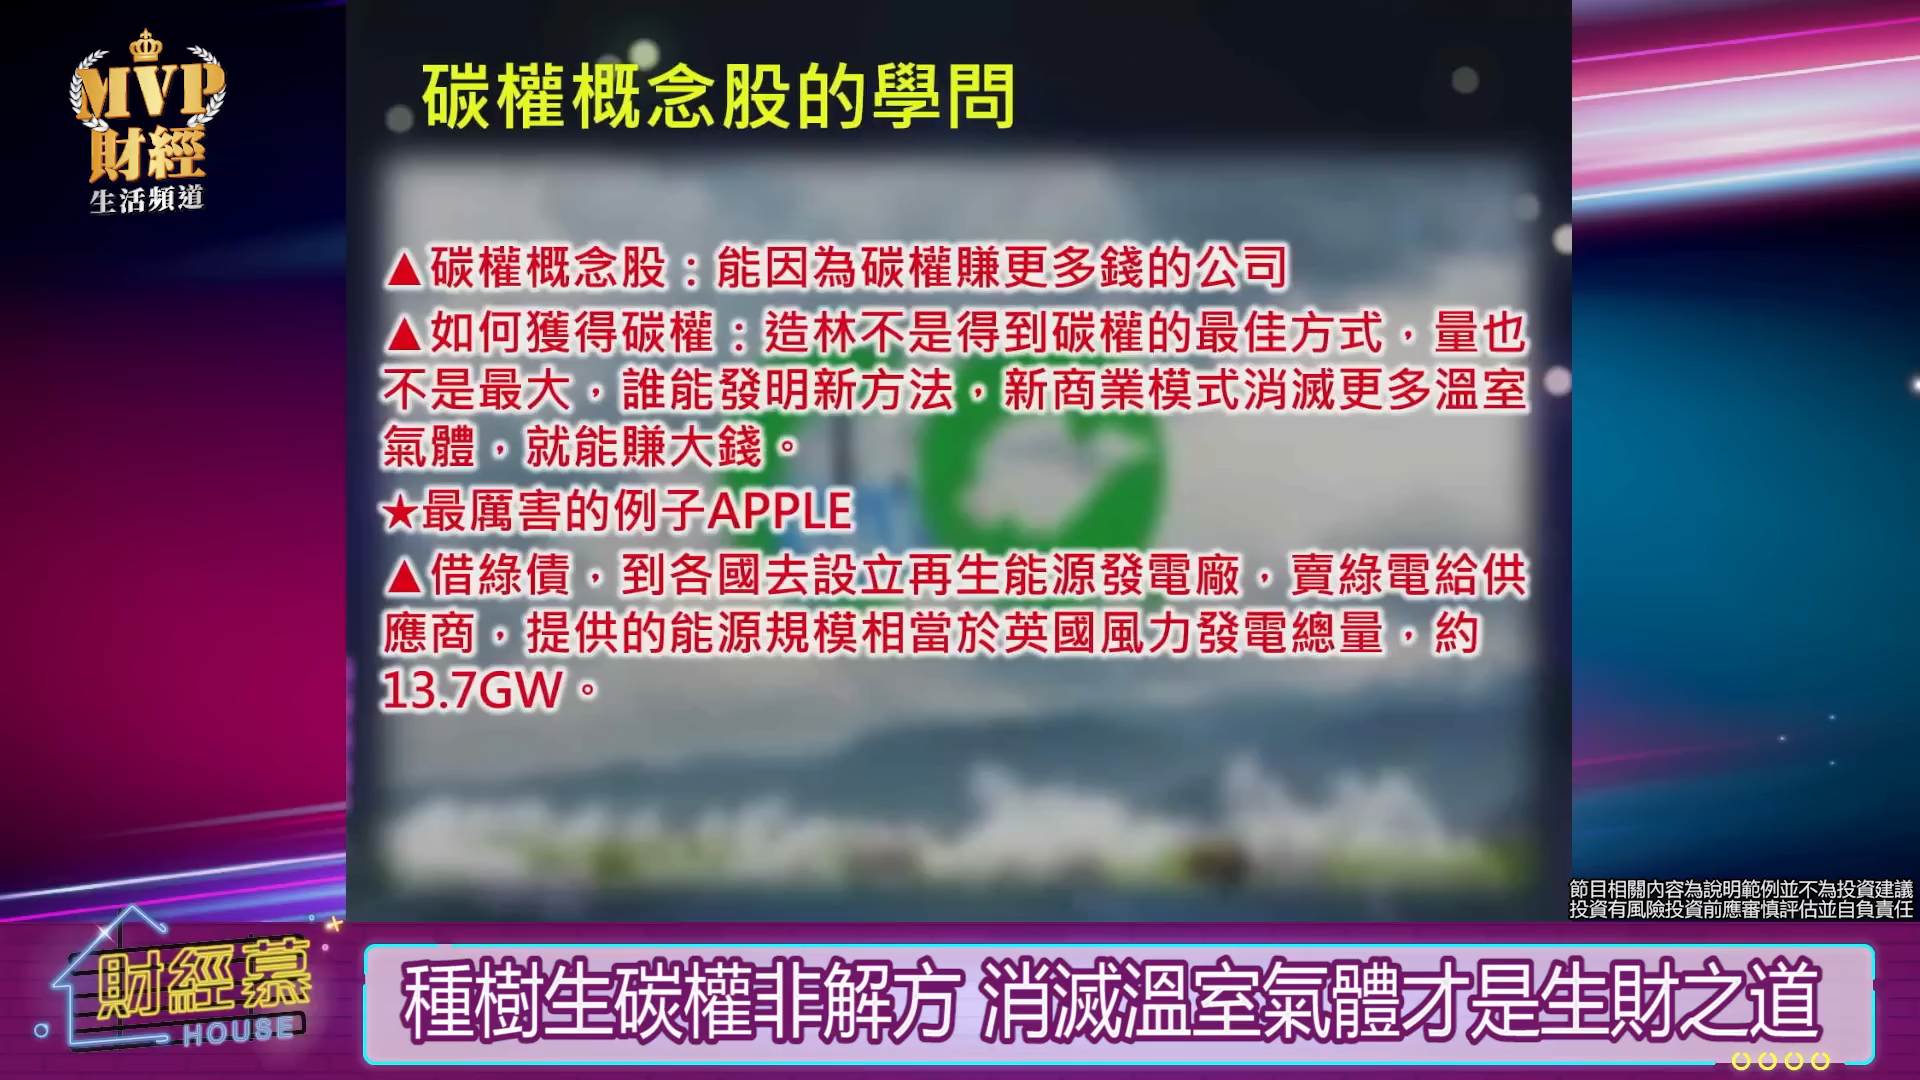 MVP
財經
生活頻道
碳權概念股的學問
▲碳權概念股：能因為碳權賺更多錢的公司
▲如何獲得碳權：造林不是得到碳權的最佳方式，量也
不是最大，誰能發明新方法，新商業模式消滅更多溫室
氣體，就能賺大錢。
★最厲害的例子APPLE
▲借綠債，到各國去設立再生能源發電廠，賣綠電給供
應商，提供的能源規模相當於英國風力發電總量，約
13.7GW。
節目相關內容為說明範例並不為投資建議
投資有風險投資前應審慎評估並自負責任
財經慕
HOUSE
種樹生碳權非解方 消滅溫室氣體才是生財之道